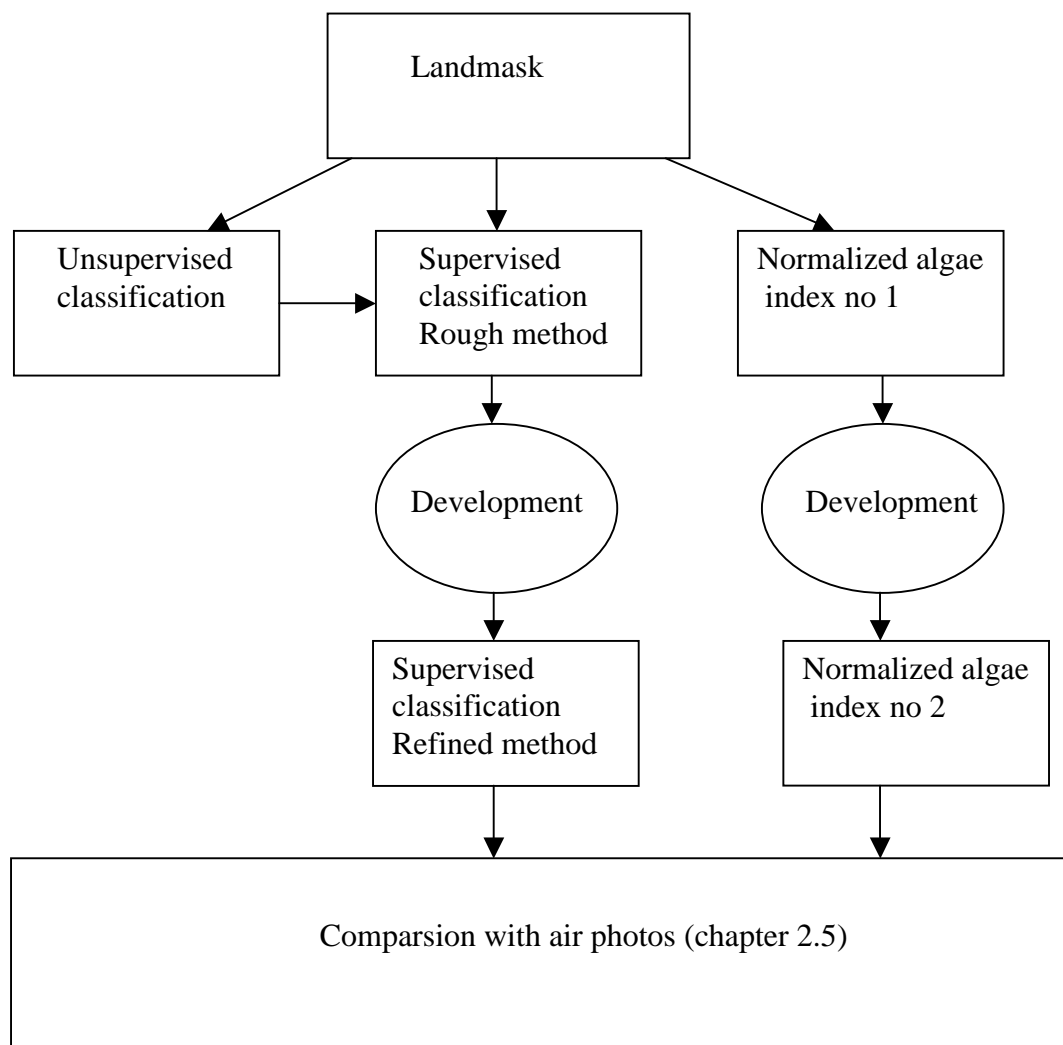 Landmask
Unsupervised
classification
Supervised
classification
Rough method
Normalized algae
index no 1
Development
Development
Supervised
classification
Refined method
Normalized algae
index no 2
Comparsion with air photos (chapter 2.5)